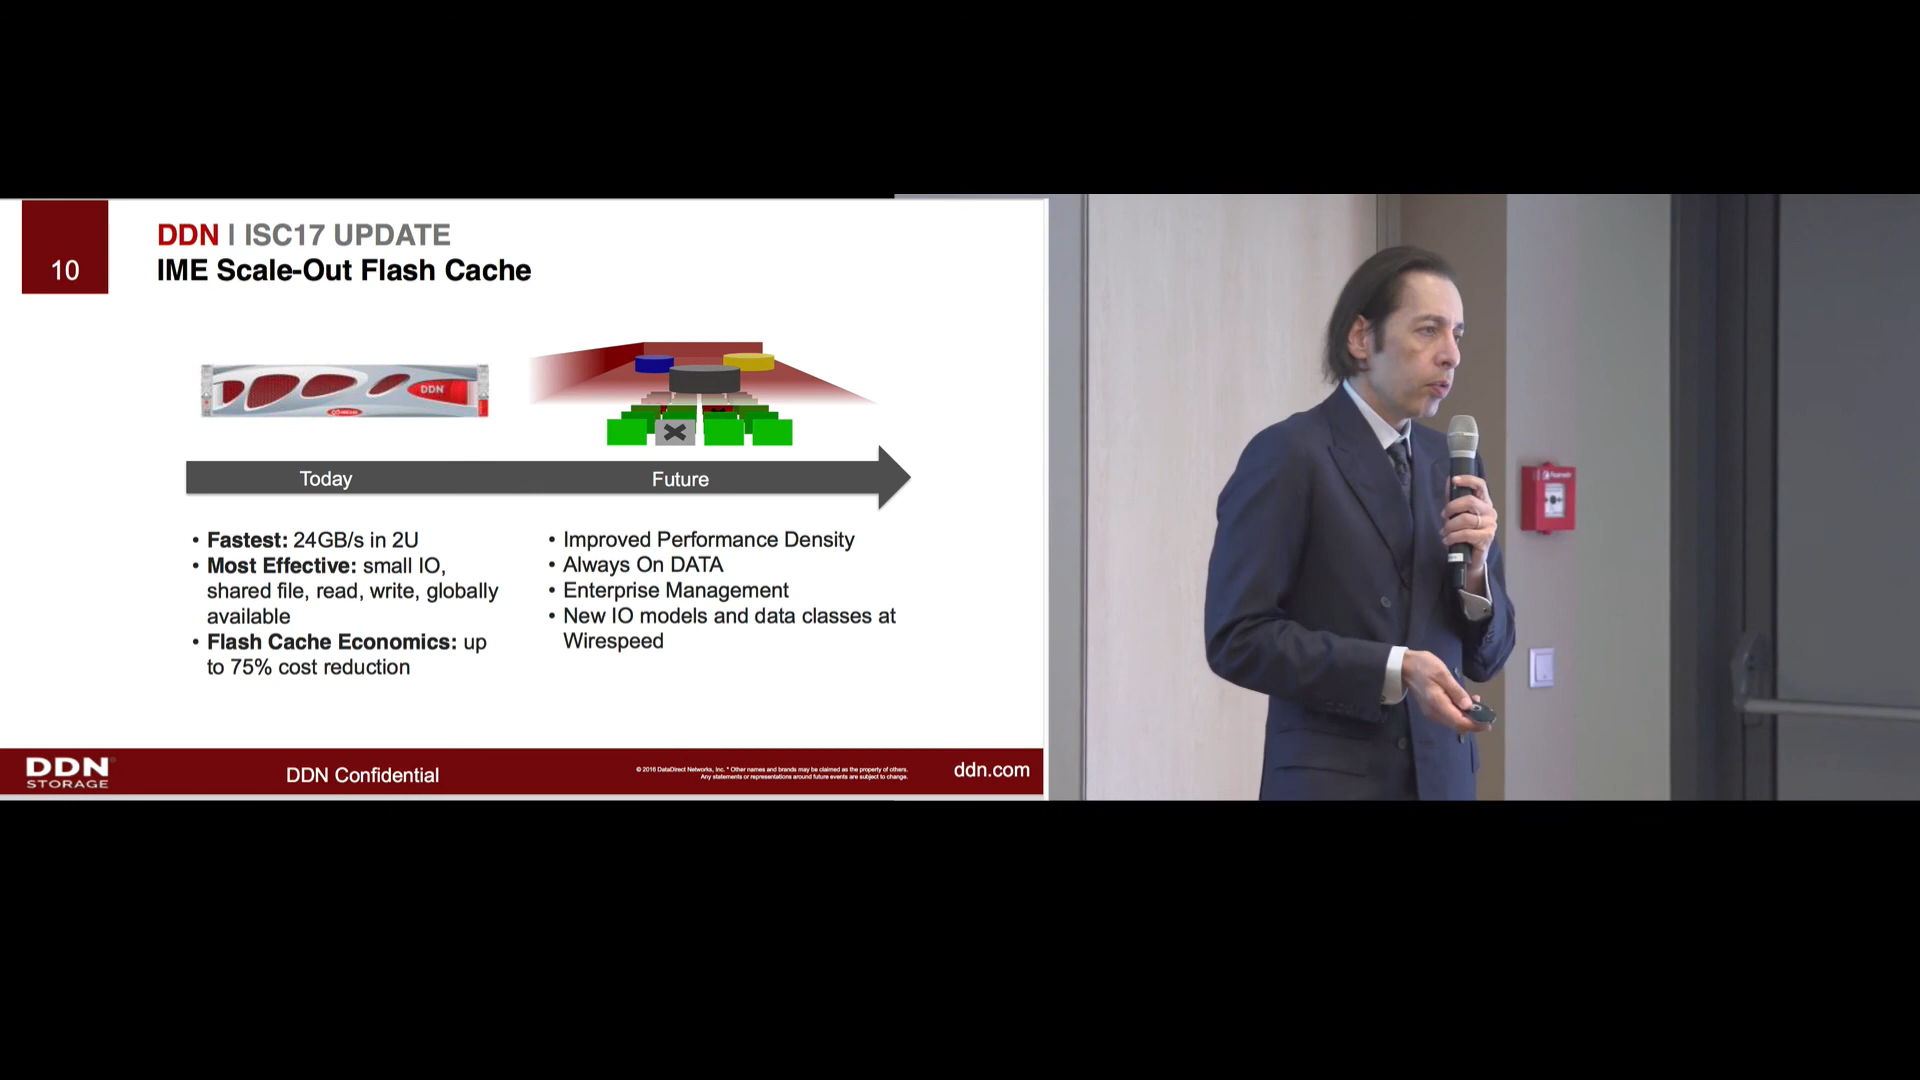 10
DDN | ISC17 UPDATE
IME Scale-Out Flash Cache
DDN
Today
Future
• Fastest: 24GB/s in 2U
• Most Effective: small IO,
shared file, read, write, globally
available
• Flash Cache Economics: up
to 75% cost reduction
• Improved Performance Density
• Always On DATA
• Enterprise Management
• New IO models and data classes at
Wirespeed
DDN
STORAGE
DDN Confidential
© 2016 DataDirect Networks, Inc. * Other names and brands may be claimed as the property of others.
Any statements or representations around future events are subject to change.
ddn.com